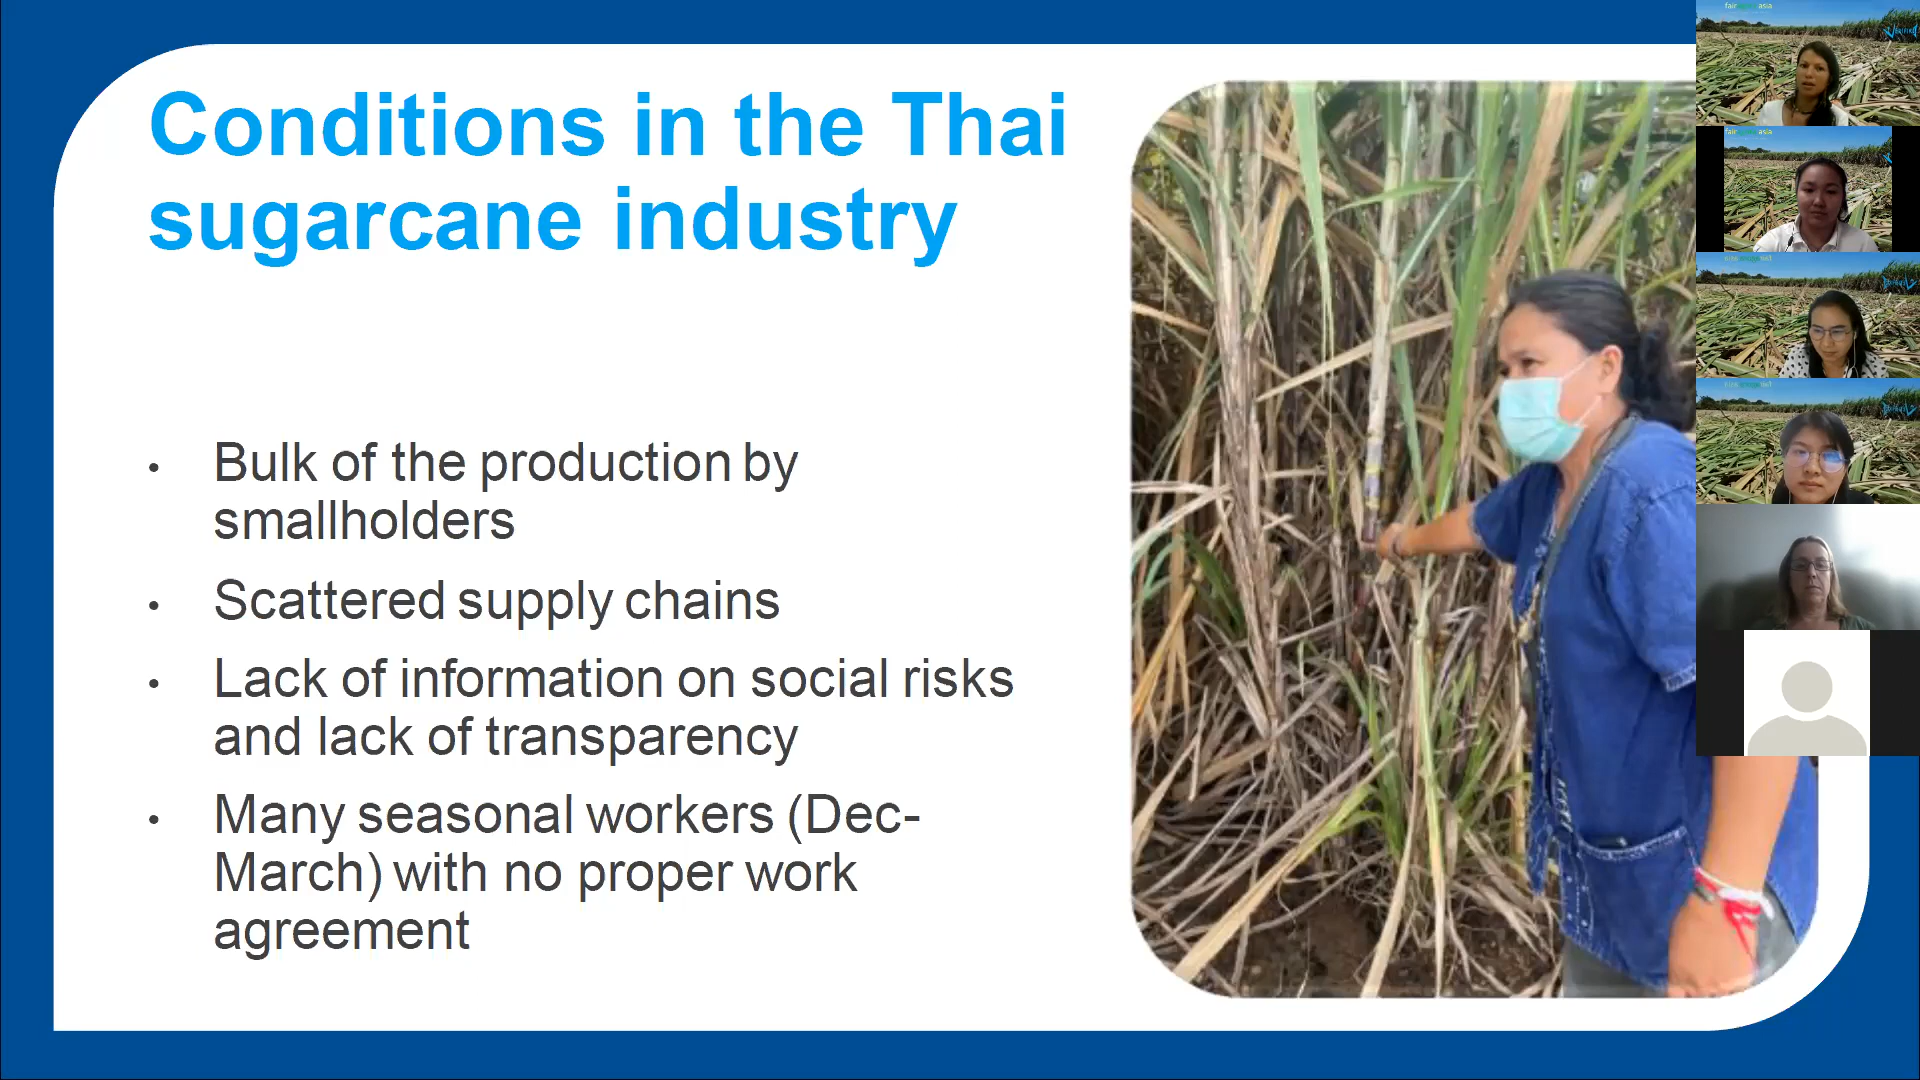 Conditions in the Thai
sugarcane industry
• Bulk of the production by
smallholders
• Scattered supply chains
• Lack of information on social risks
and lack of transparency
• Many seasonal workers (Dec-
March) with no proper work
agreement